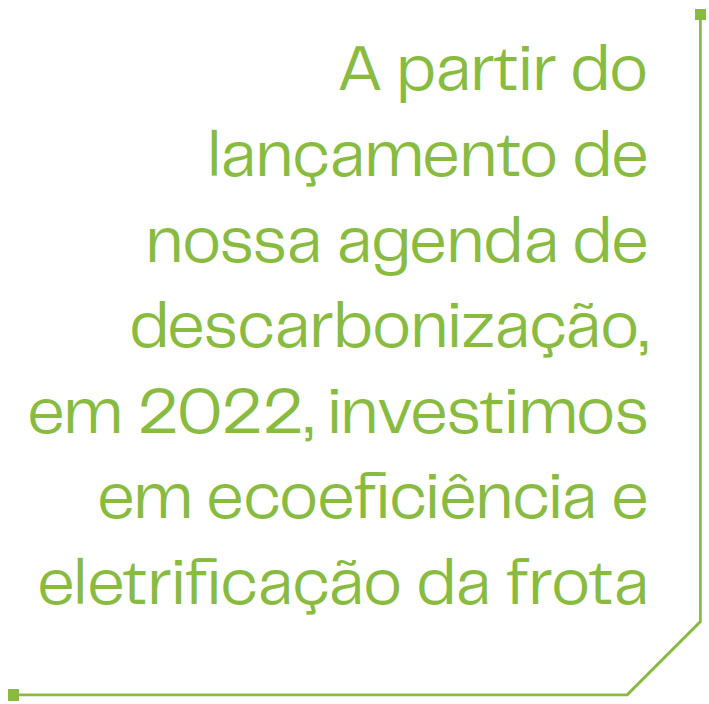 A partir do
lançamento de
nossa agenda de
descarbonização,
em 2022, investimos
em ecoeficiência e
eletrificação da frota